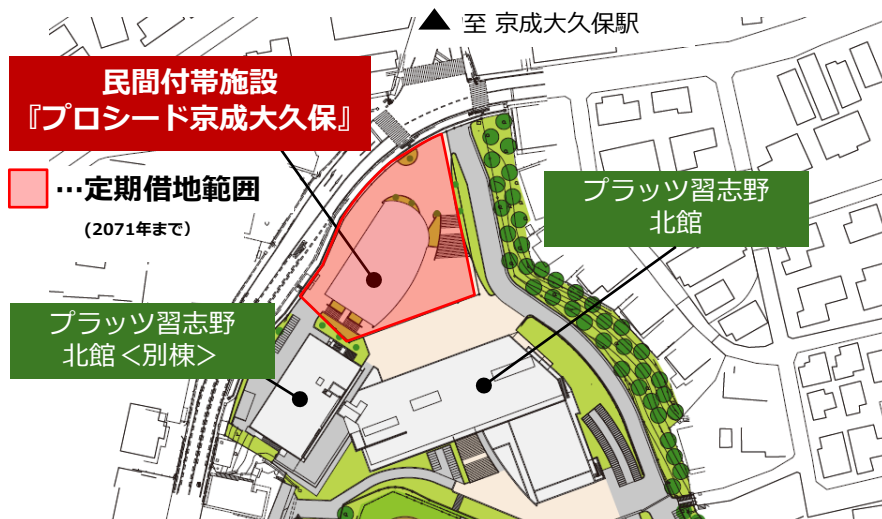 ▲ 至 京成大久保駅
民間付帯施設
『プロシード京成大久保』
…定期借地範囲
(2071年まで)
プラッツ習志野
北館
プラッツ習志野
北館＜別棟＞